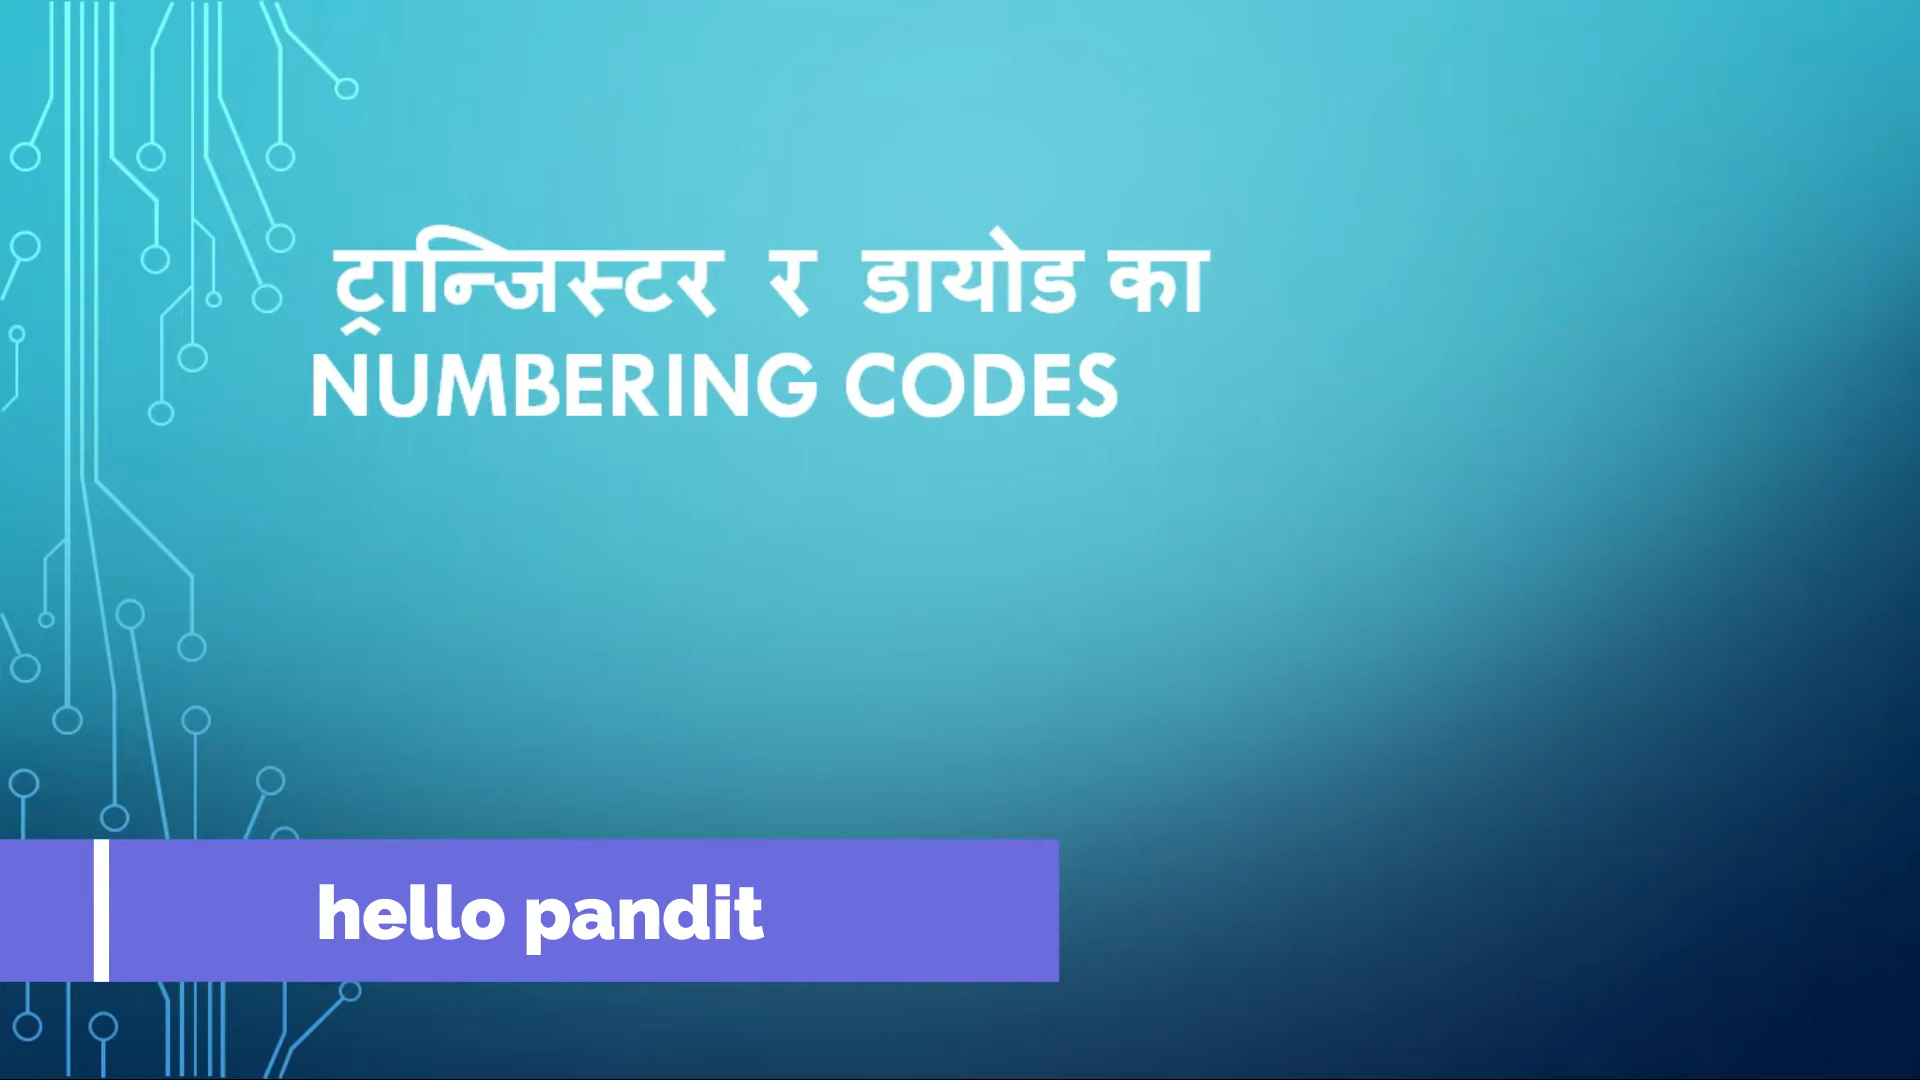 ट्रान्जिस्टर र डायोड का
NUMBERING CODES
hello pandit